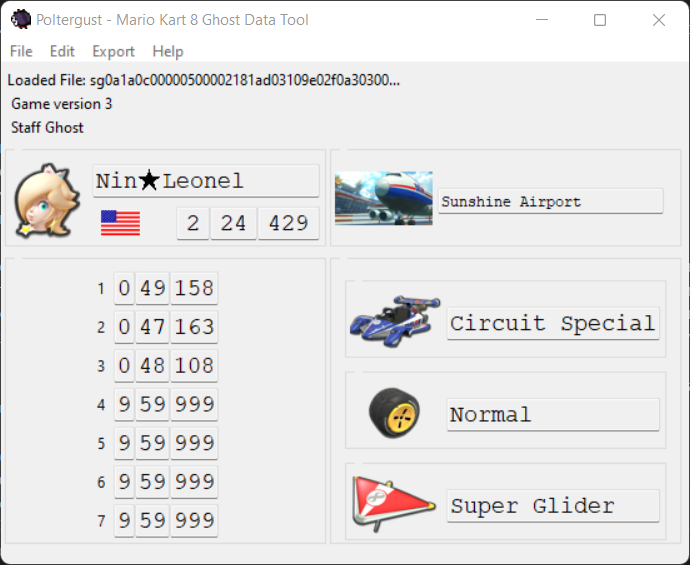 Poltergust - Mario Kart 8 Ghost Data Tool
File Edit Export Help
Loaded File: sg0a1a0c00000500002181ad03109e02f0a30300...
Game version 3
Staff Ghost
Nin★Leonel
2 24 429
Sunshine Airport
1 0 49 158
2 0 47 163
3 0 48 108
4 9 59 999
5 9 59 999
6 9 59 999
7 9 59 999
Circuit Special
Normal
Super Glider